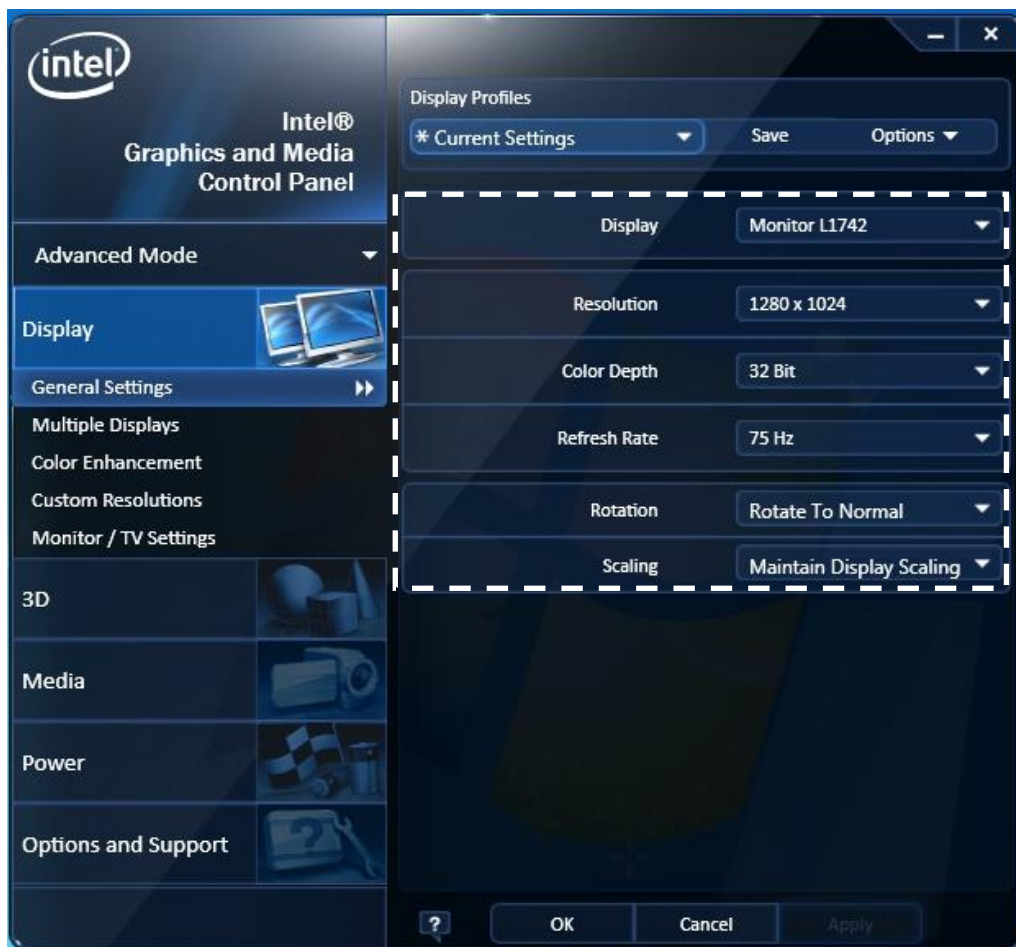 intel
Intel®
Graphics and Media
Control Panel
Advanced Mode
Display
General Settings
Multiple Displays
Color Enhancement
Custom Resolutions
Monitor / TV Settings
3D
Media
Power
Options and Support
Display Profiles
* Current Settings Save Options
Display Monitor L1742
Resolution 1280 x 1024
Color Depth 32 Bit
Refresh Rate 75 Hz
Rotation Rotate To Normal
Scaling Maintain Display Scaling
? OK Cancel Apply